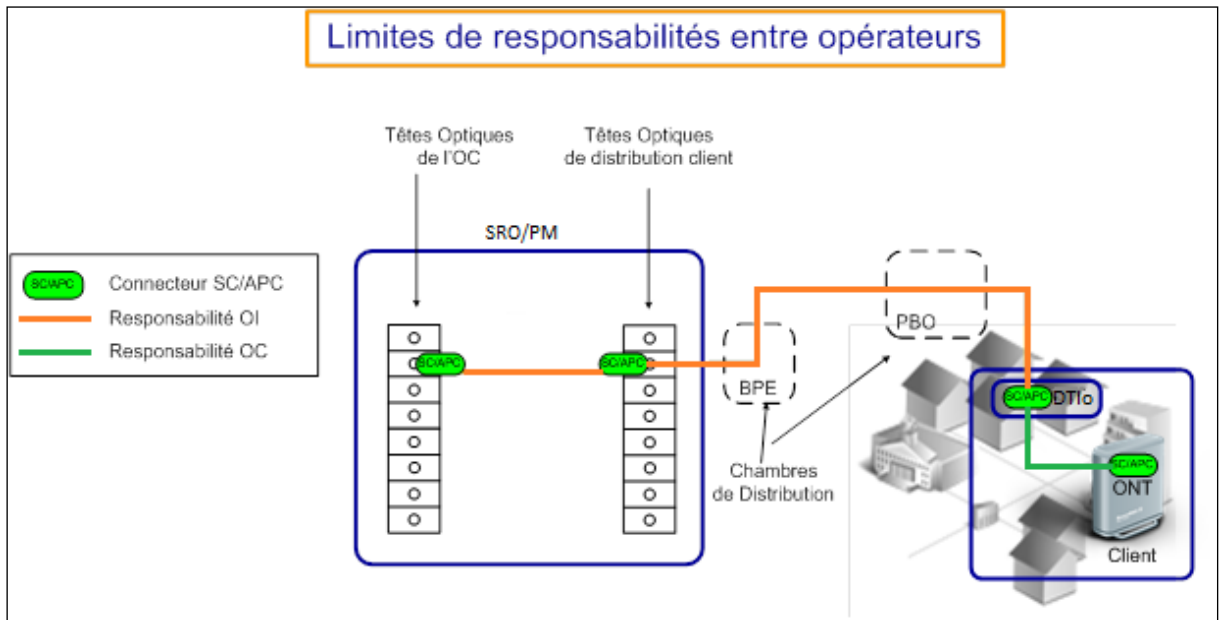 Limites de responsabilités entre opérateurs
Têtes Optiques
de l'OC
Têtes Optiques
de distribution client
SRO/PM
SC/APC
Connecteur SC/APC
Responsabilité OI
Responsabilité OC
SC/APC
SC/APC
BPE
PBO
SC/APC
DTIo
SC/APC
ONT
Client
Chambres
de Distribution